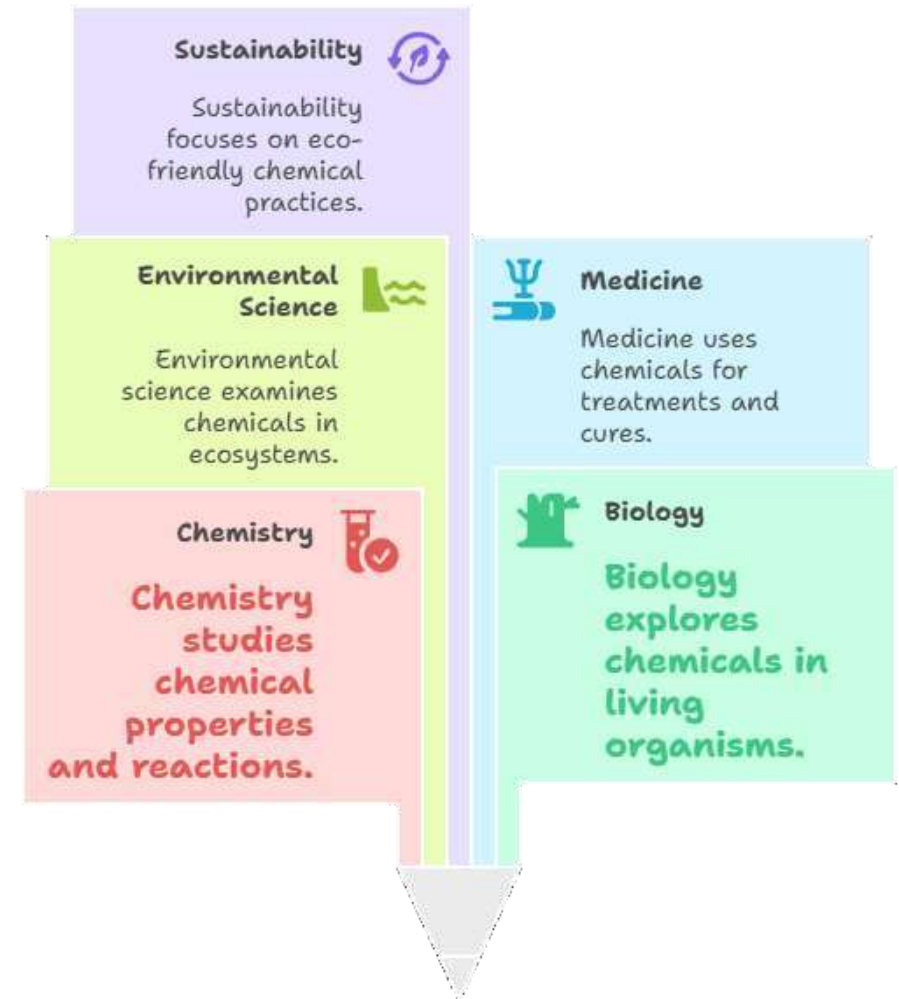 Sustainability
Sustainability
focuses on eco-
friendly chemical
practices.
Environmental
Science
Environmental
science examines
chemicals in
ecosystems.
Medicine
Medicine uses
chemicals for
treatments and
cures.
Chemistry
Chemistry
studies
chemical
properties
and reactions.
Biology
Biology
explores
chemicals in
living
organisms.